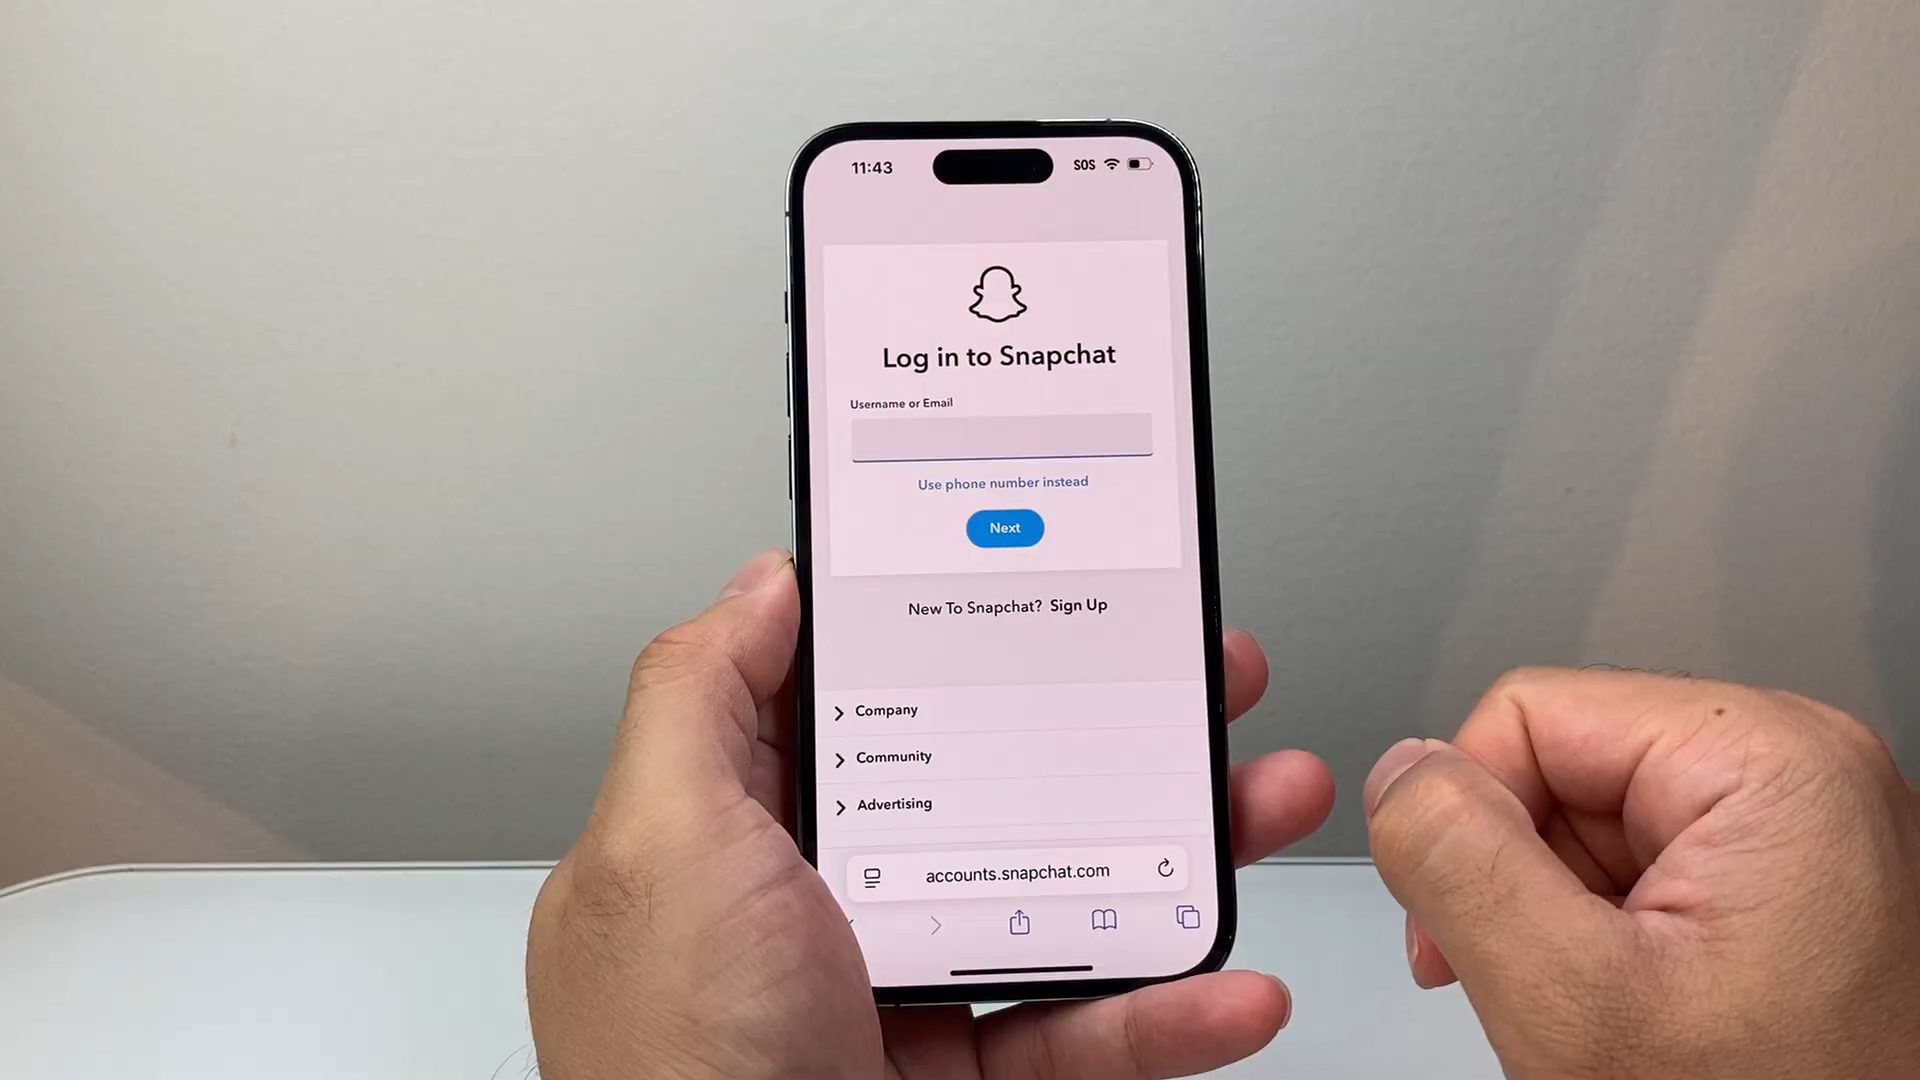 11:43
SOS
Log in to Snapchat
Username or Email
Use phone number instead
Next
New To Snapchat? Sign Up
Company
Community
Advertising
accounts.snapchat.com